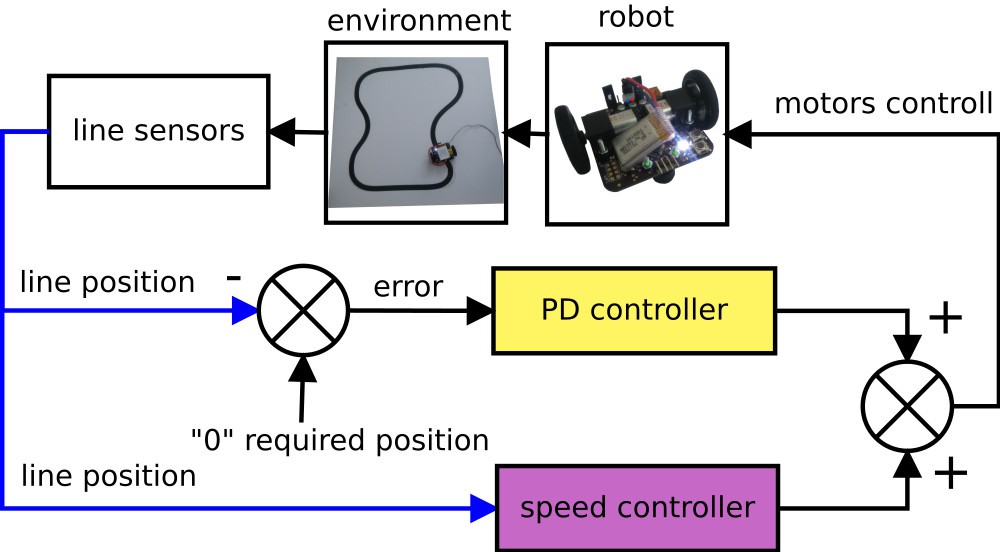 environment
robot
line sensors
motors controll
line position
-
error
PD controller
+
"0" required position
line position
+
speed controller